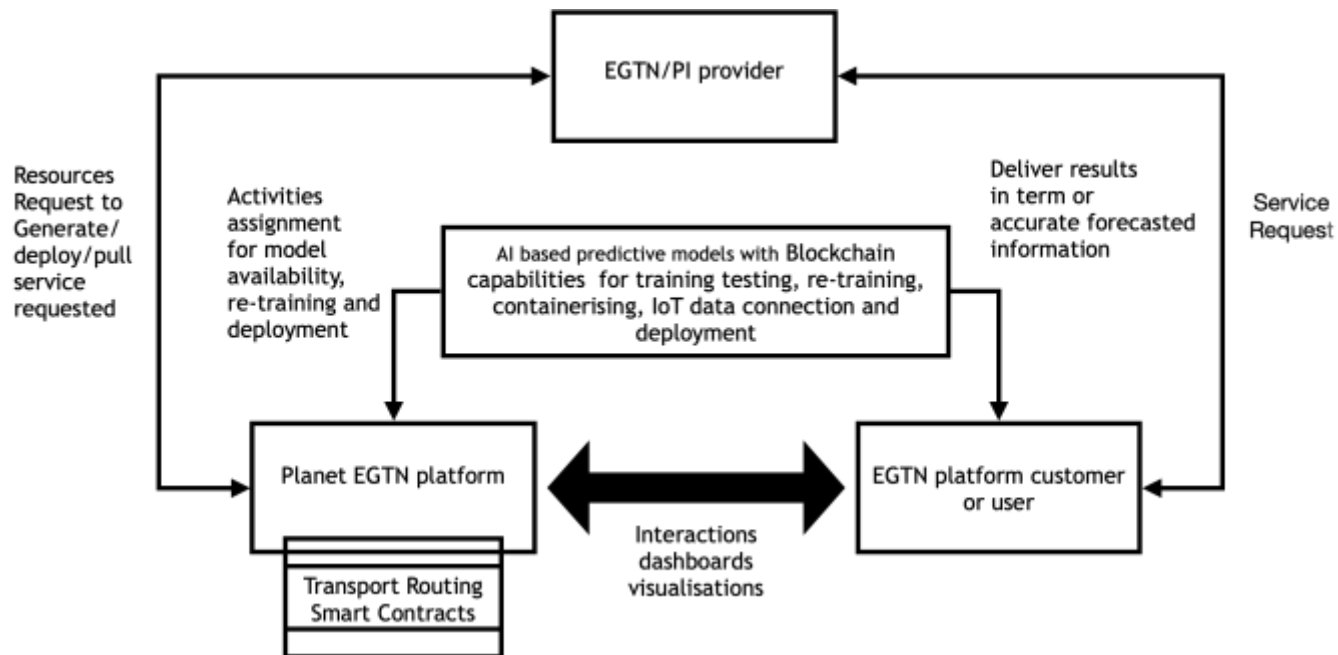 EGTN/PI provider
Resources
Request to
Generate/
deploy/pull
service
requested
Activities
assignment
for model
availability,
re-training and
deployment
Deliver results
in term or
accurate forecasted
information
Service
Request
AI based predictive models with Blockchain
capabilities for training testing, re-training,
containerising, IoT data connection and
deployment
Planet EGTN platform
EGTN platform customer
or user
Interactions
dashboards
visualisations
Transport Routing
Smart Contracts